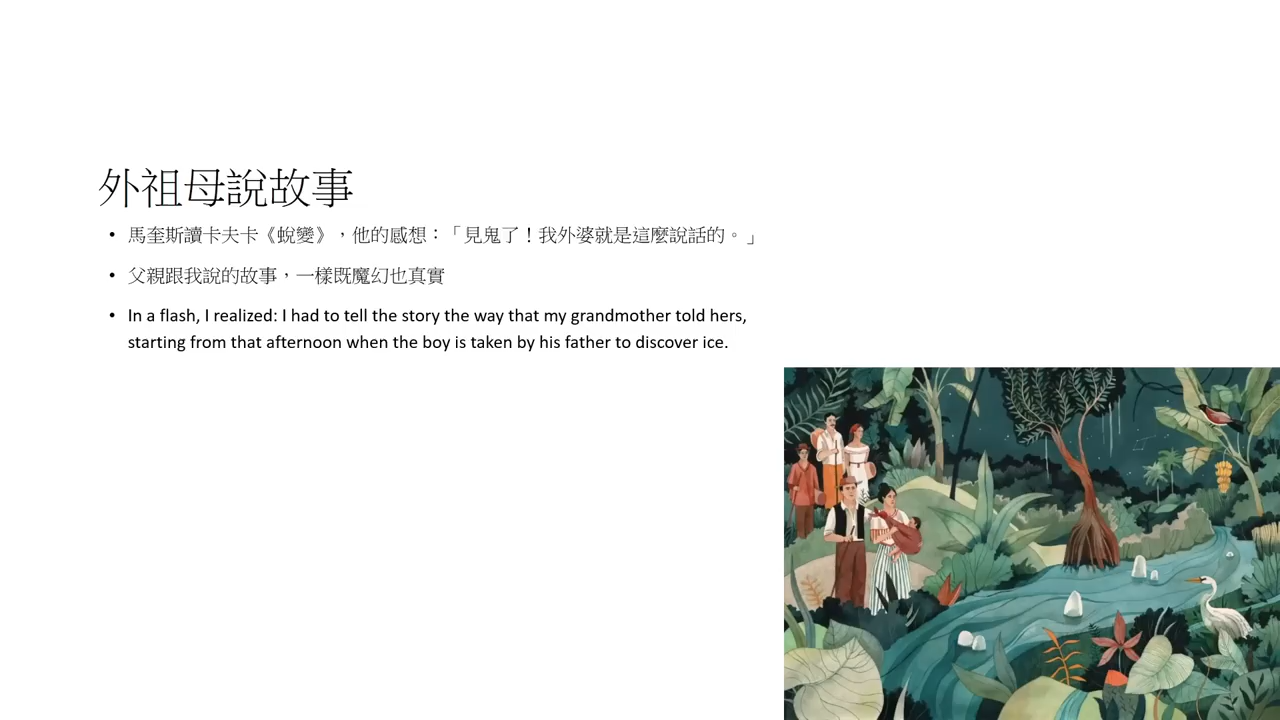 外祖母說故事
• 馬奎斯讀卡夫卡《蛻變》，他的感想：「見鬼了！我外婆就是這麼說話的。」
• 父親跟我說的故事，一樣既魔幻也真實
• In a flash, I realized: I had to tell the story the way that my grandmother told hers,
starting from that afternoon when the boy is taken by his father to discover ice.